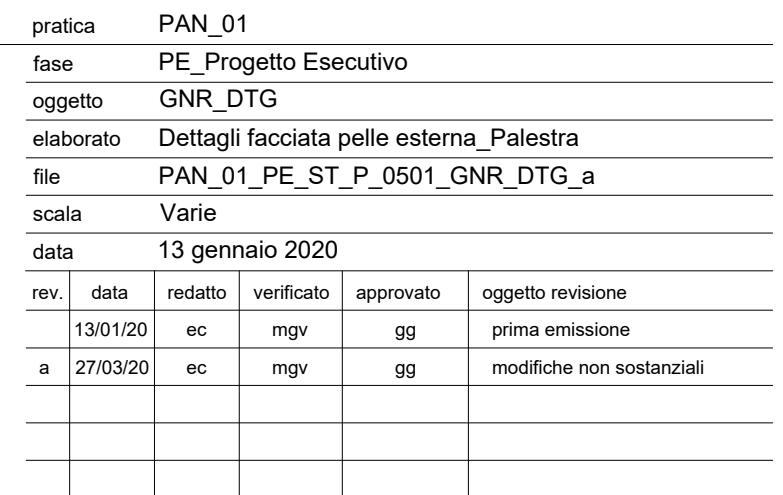 pratica PAN_01
fase PE_Progetto Esecutivo
oggetto GNR_DTG
elaborato Dettagli facciata pelle esterna_Palestra
file PAN_01_PE_ST_P_0501_GNR_DTG_a
scala Varie
data 13 gennaio 2020
rev. data redatto verificato approvato oggetto revisione
13/01/20 ec mgv gg prima emissione
a 27/03/20 ec mgv gg modifiche non sostanziali